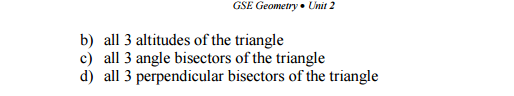 GSE Geometry • Unit 2
b) all 3 altitudes of the triangle
c) all 3 angle bisectors of the triangle
d) all 3 perpendicular bisectors of the triangle